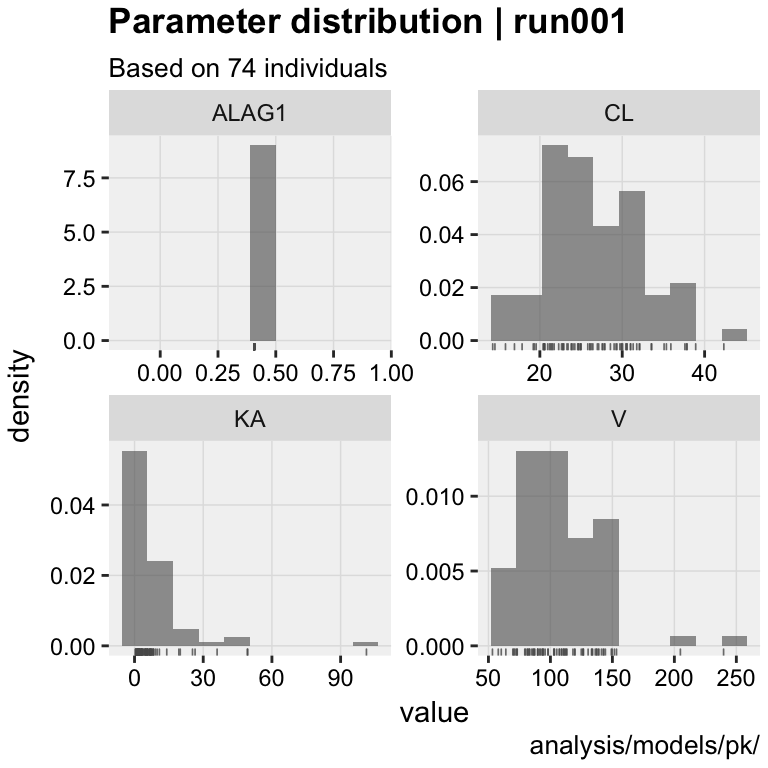 Parameter distribution | run001
Based on 74 individuals
ALAG1
CL
7.5
5.0
2.5
0.0
0.00 0.25 0.50 0.75 1.00
0.06
0.04
0.02
0.00
20 30 40
density
KA
V
0.04
0.02
0.00
0 30 60 90
0.010
0.005
0.000
50 100 150 200 250
value
analysis/models/pk/